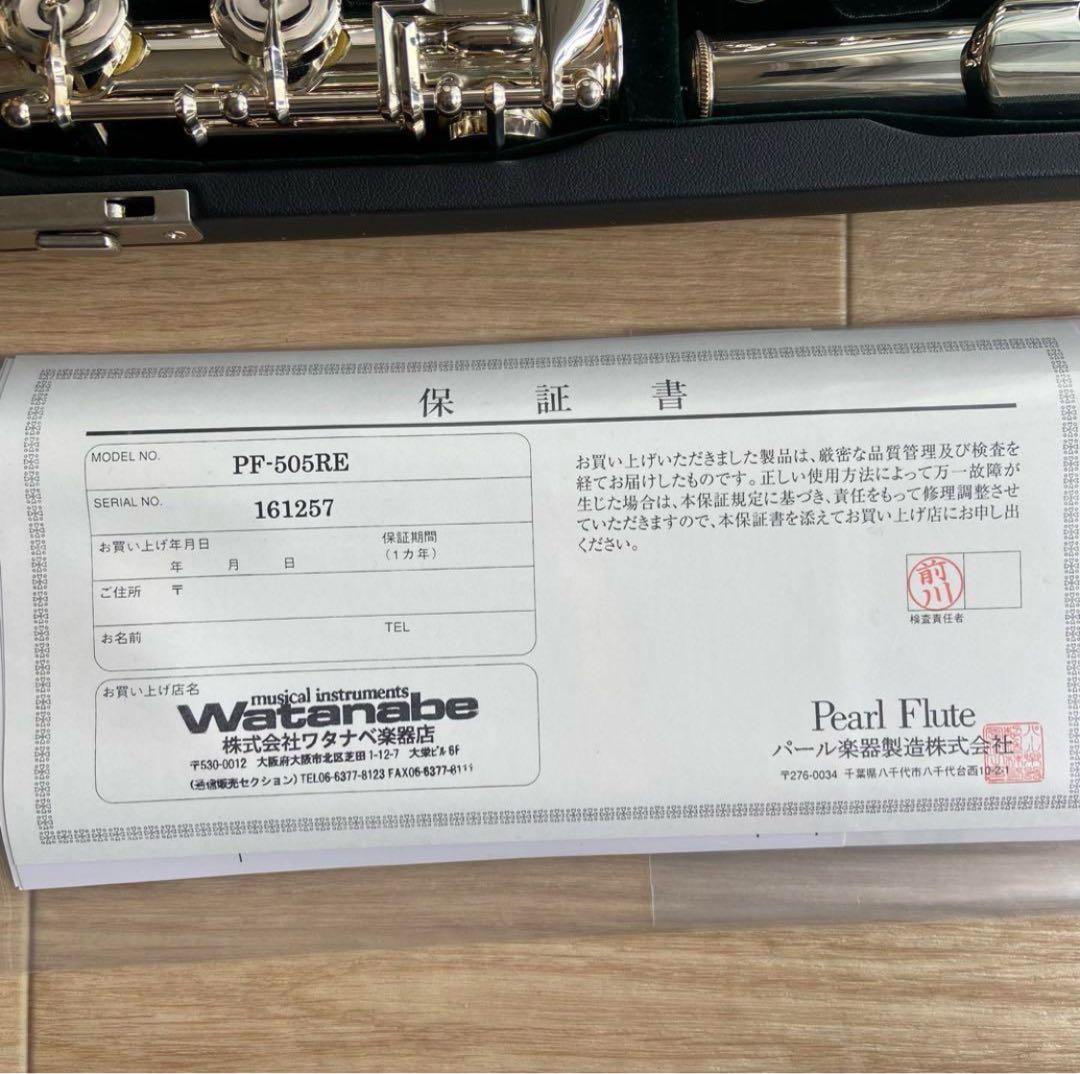 保証書
MODEL NO. PF-505RE
SERIAL NO. 161257
お買い上げ年月日 保証期間
年 月 日 (1カ年)
ご住所 〒
お名前 TEL
お買い上げ店名
musical instruments
Watanabe
株式会社ワタナベ楽器店
〒530-0012 大阪府大阪市北区芝田1-12-7 大栄ビル6F
(通信販売セクション) TEL06-6377-8123 FAX06-6377-
お買い上げいただきました製品は、厳密な品質管理及び検査を
経てお届けしたものです。正しい使用方法によって万一故障が
生じた場合は、本保証規定に基づき、責任をもって修理調整させ
ていただきますので、本保証書を添えてお買い上げ店にお申し出
ください。
前川
検査責任者
Pearl Flute
パール楽器製造株式会社
〒276-0034 千葉県八千代市八千代台西10-2-1